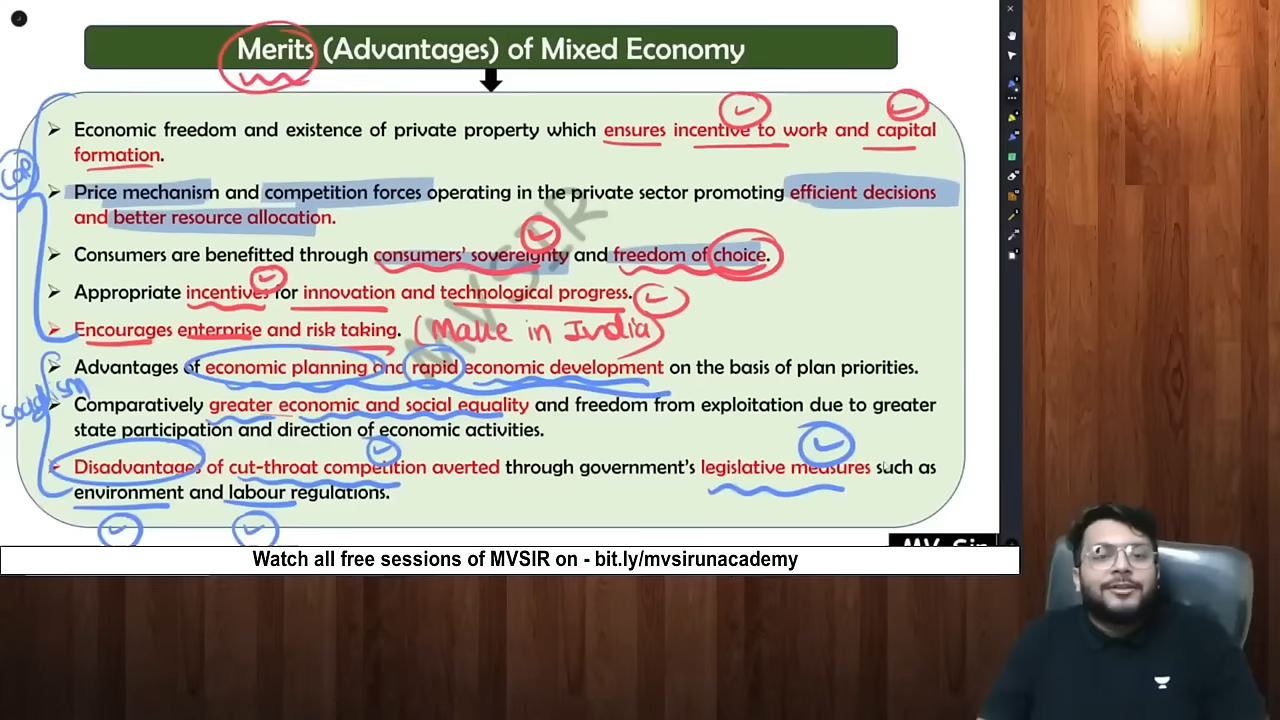 Merits (Advantages) of Mixed Economy
➢ Economic freedom and existence of private property which ensures incentive to work and capital
formation.
➢ Price mechanism and competition forces operating in the private sector promoting efficient decisions
and better resource allocation.
➢ Consumers are benefitted through consumers' sovereignty and freedom of choice.
➢ Appropriate incentives for innovation and technological progress.
➢ Encourages enterprise and risk taking. (Make in India)
➢ Advantages of economic planning and rapid economic development on the basis of plan priorities.
Socialism
➢ Comparatively greater economic and social equality and freedom from exploitation due to greater
state participation and direction of economic activities.
➢ Disadvantages of cut-throat competition averted through government's legislative measures such as
environment and labour regulations.
MVSIR
MV Sir
Watch all free sessions of MVSIR on - bit.ly/mvsirunacademy